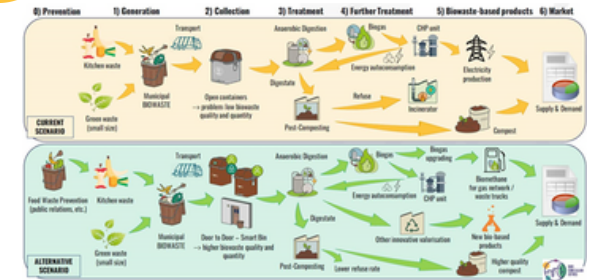 0) Prevention
1) Generation
2) Collection
3) Treatment
4) Further Treatment
5) Biowaste-based products
6) Market
Transport
Anaerobic Digestion
Biogas
CHP unit
Kitchen waste
Energy autoconsumption
Electricity
production
Digestate
Municipal
BIOWASTE
Open containers
→ problem low biowaste
quality and quantity
Refuse
Incinerator
Supply & Demand
Green waste
(small size)
Post-Composting
Compost
CURRENT
SCENARIO
Transport
Anaerobic Digestion
Biogas
Biogas
upgrading
Food Waste Prevention
(public relations, etc.)
Kitchen waste
Energy autoconsumption
CHP
unit
Biomethane
for gas network /
waste trucks
Digestate
Municipal
BIOWASTE
Door to Door – Smart Bin
→ higher biowaste quality and
quantity
Other innovative valorisation
New bio-based
products
Supply & Demand
Green waste
(small size)
Post-Composting
Lower refuse rate
Higher quality
compost
ALTERNATIVE
SCENARIO